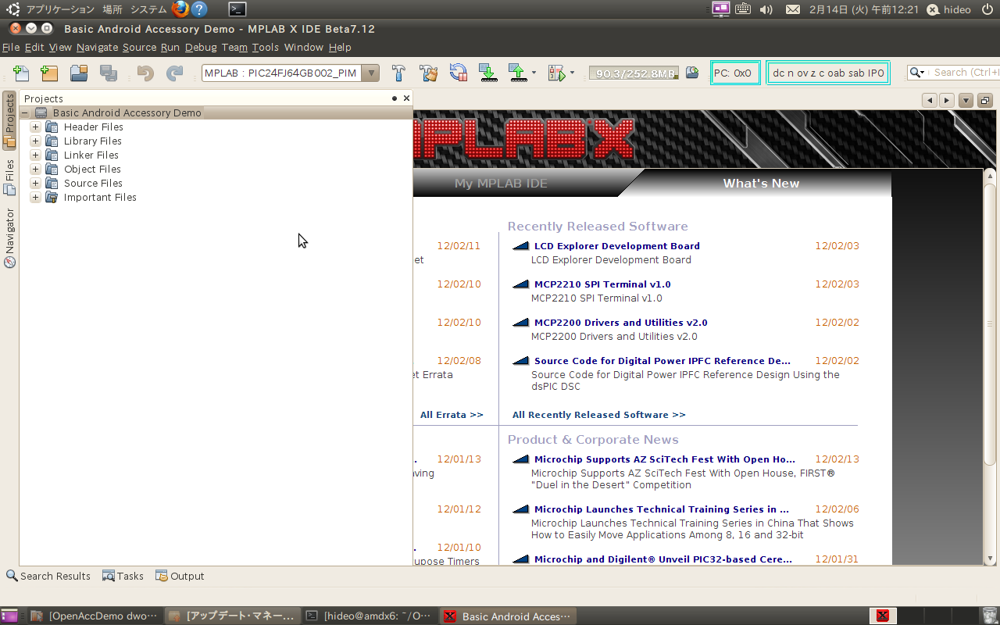 アプリケーション 場所 システム 2月14日 (火) 午前12:21 hideo
Basic Android Accessory Demo - MPLAB X IDE Beta7.12
File Edit View Navigate Source Run Debug Team Tools Window Help
MPLAB : PIC24FJ64GB002_PIM 90.3/252.8MB PC: 0x0 dc n ov z c oab sab IP0 Search (Ctrl+I
Projects
Projects
Files
Navigator
Basic Android Accessory Demo
Header Files
Library Files
Linker Files
Object Files
Source Files
Important Files
MPLAB X
My MPLAB IDE What's New
12/02/11
et
12/02/10
12/02/10
12/02/08
et Errata
All Errata >>
Recently Released Software
LCD Explorer Development Board 12/02/03
LCD Explorer Development Board
MCP2210 SPI Terminal v1.0 12/02/03
MCP2210 SPI Terminal v1.0
MCP2200 Drivers and Utilities v2.0 12/02/02
MCP2200 Drivers and Utilities v2.0
Source Code for Digital Power IPFC Reference De... 12/02/02
Source Code for Digital Power IPFC Reference Design Using the
dsPIC DSC
All Recently Released Software >>
. 12/01/13
aving
12/01/12
. 12/01/10
upose Timers
Product & Corporate News
Microchip Supports AZ SciTech Fest With Open Ho... 12/02/13
Microchip Supports AZ SciTech Fest With Open House, FIRST®
"Duel in the Desert" Competition
Microchip Launches Technical Training Series in ... 12/02/06
Microchip Launches Technical Training Series in China That Shows
How to Easily Move Applications Among 8, 16 and 32-bit
Microchip and Digilent® Unveil PIC32-based Cere... 12/01/31
Search Results Tasks Output
[OpenAccDemo dwo... [アップデート・マネー... [hideo@amdx6: ~/O... Basic Android Acces...